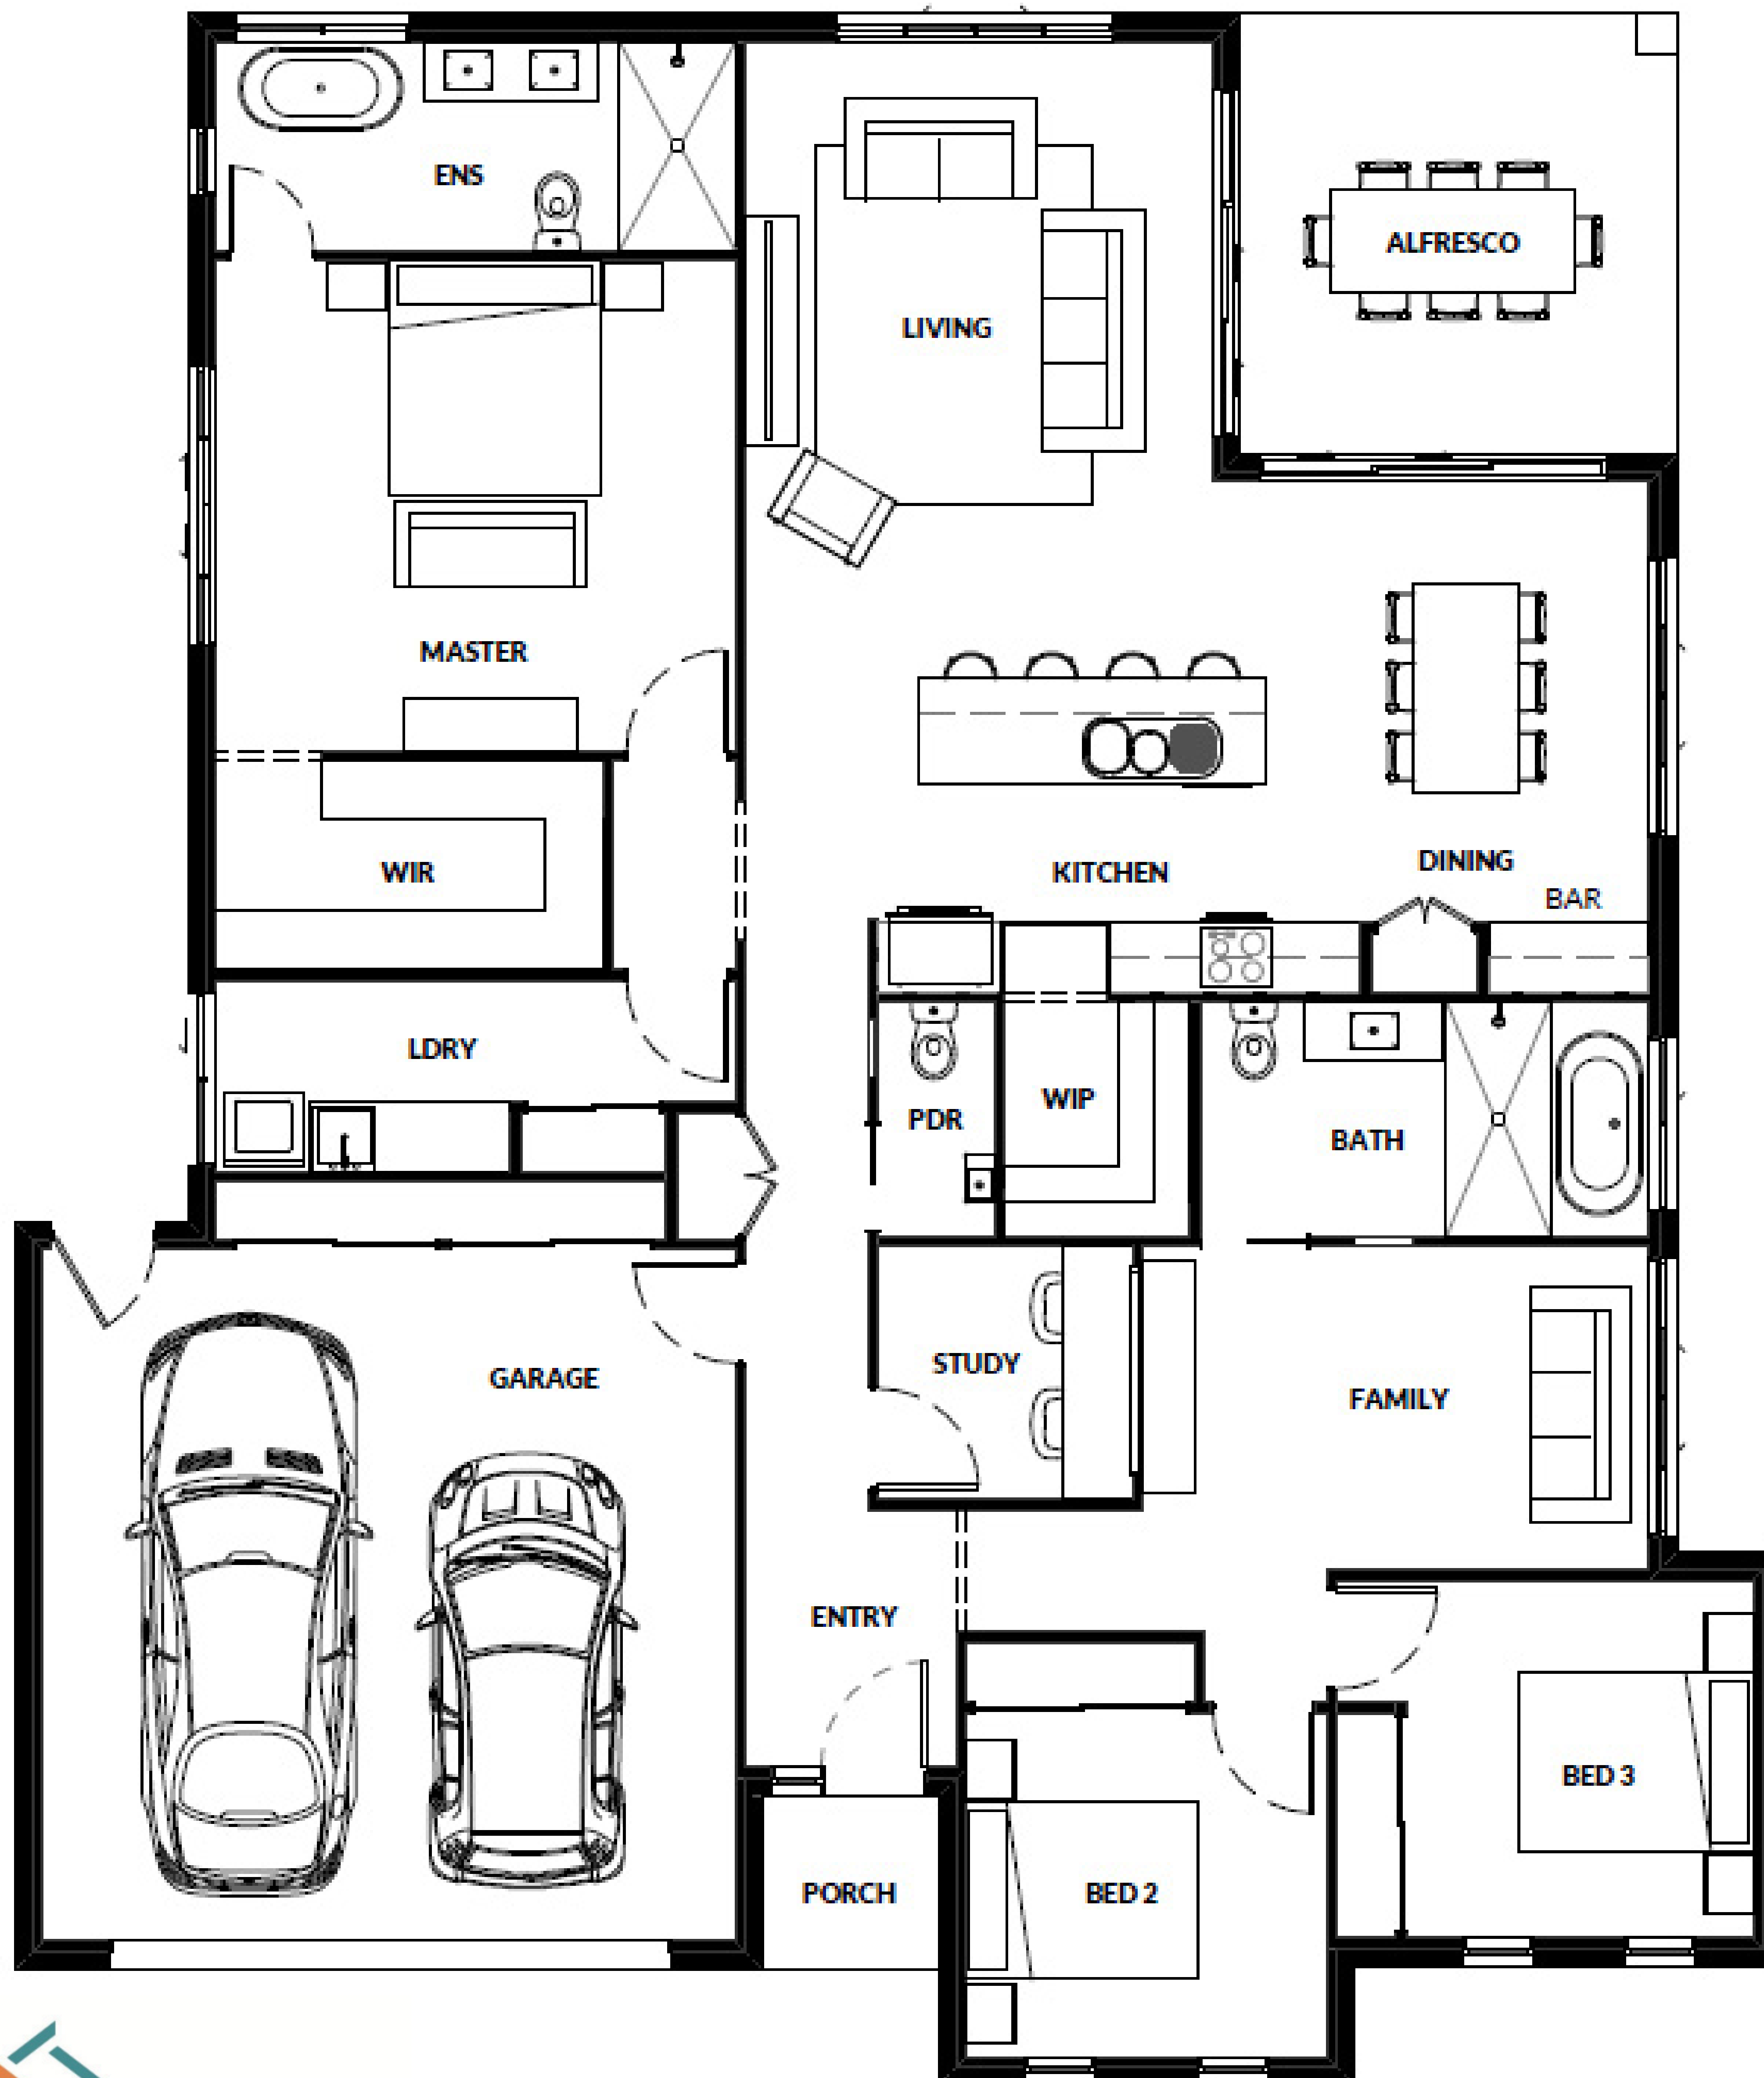 ENS
ALFRESCO
LIVING
MASTER
WIR
KITCHEN
DINING
BAR
LDRY
PDR
WIP
BATH
GARAGE
STUDY
FAMILY
ENTRY
BED 3
PORCH
BED 2